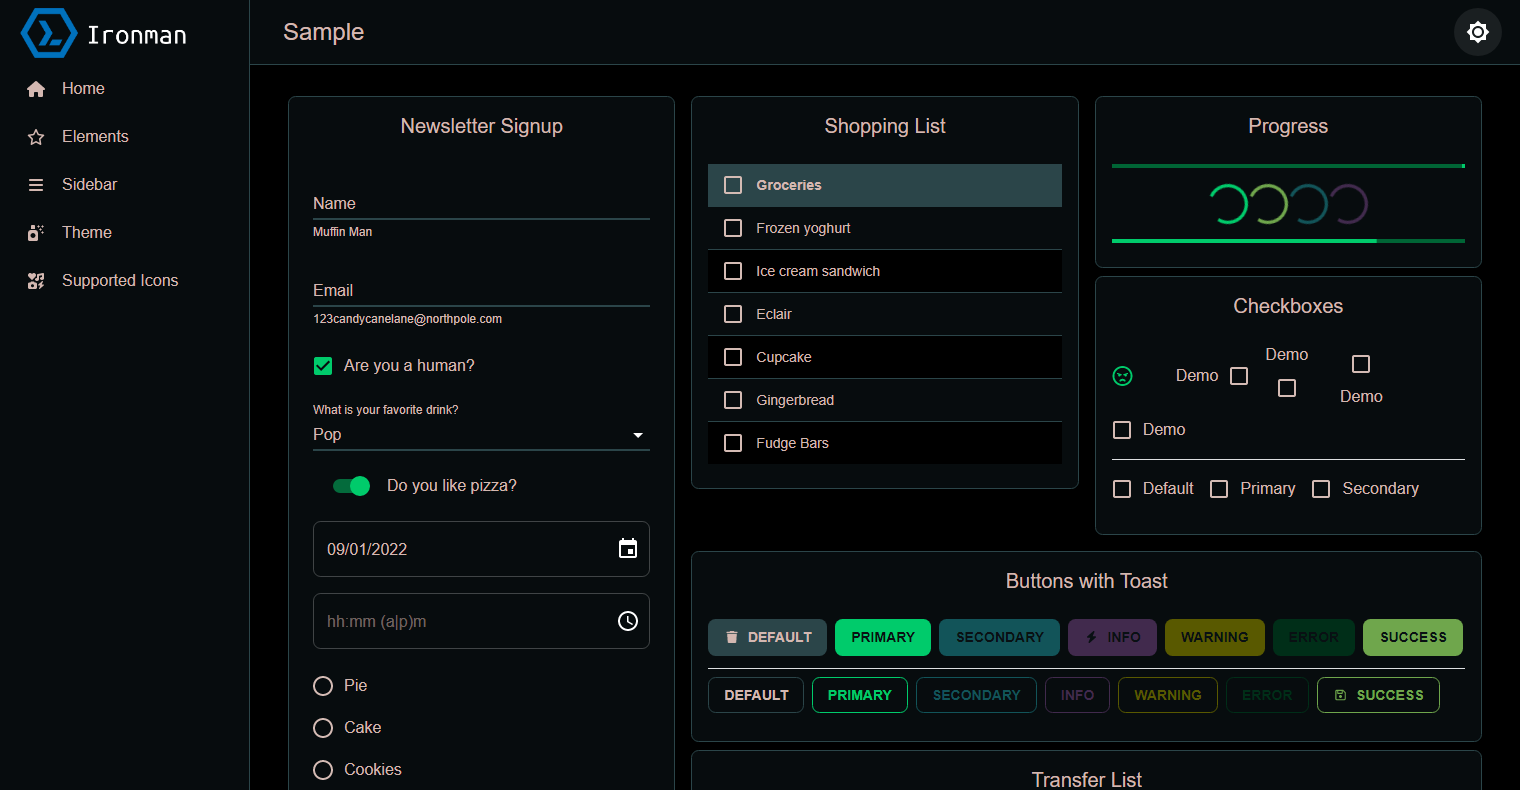 Ironman
Home
Elements
Sidebar
Theme
Supported Icons
Sample
Newsletter Signup
Name
Muffin Man
Email
123candycanelane@northpole.com
Are you a human?
What is your favorite drink?
Pop
Do you like pizza?
09/01/2022
hh:mm (a|p)m
Pie
Cake
Cookies
Shopping List
Groceries
Frozen yoghurt
Ice cream sandwich
Eclair
Cupcake
Gingerbread
Fudge Bars
Progress
Checkboxes
Demo
Demo
Demo
Demo
Default Primary Secondary
Buttons with Toast
DEFAULT PRIMARY SECONDARY INFO WARNING ERROR SUCCESS
DEFAULT PRIMARY SECONDARY INFO WARNING ERROR SUCCESS
Transfer List